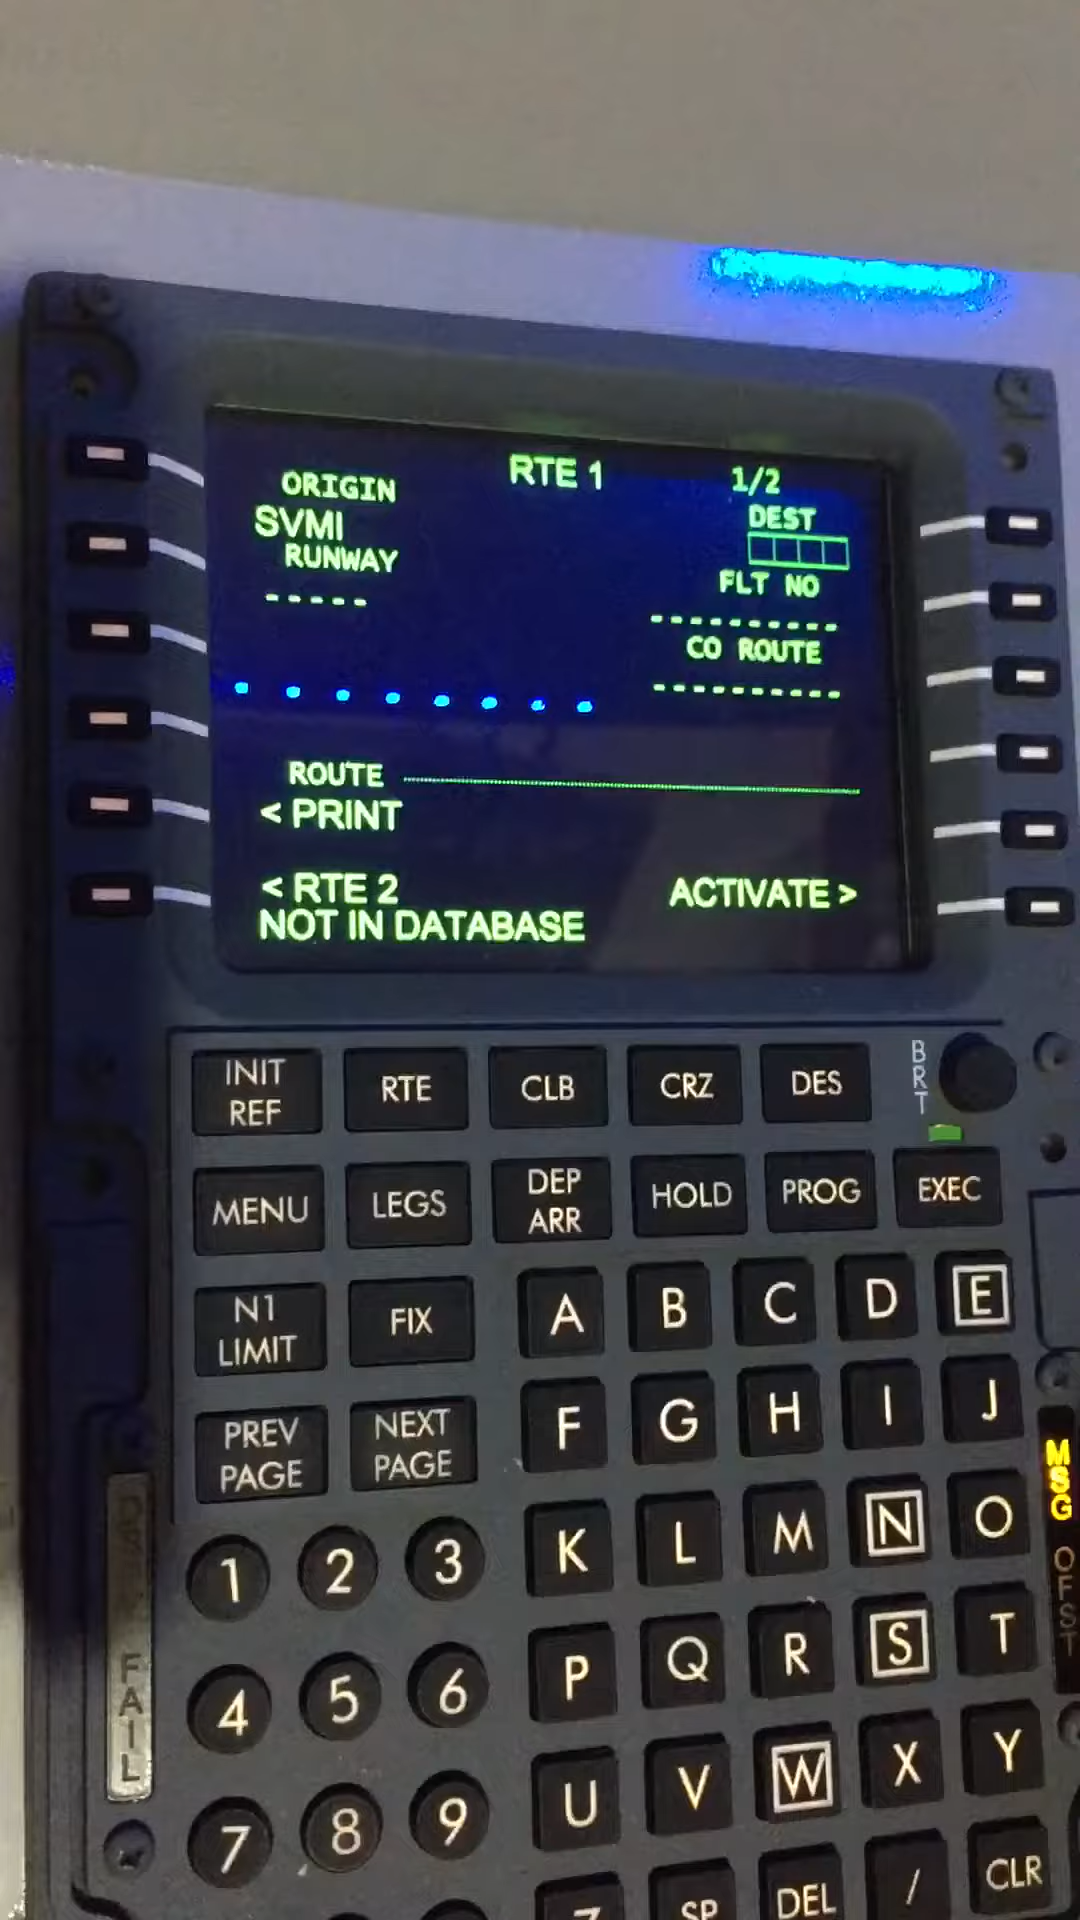 RTE 1
1/2
ORIGIN
DEST
SVMI
RUNWAY
FLT NO
-----
----------
CO ROUTE
----------
ROUTE
< PRINT
< RTE 2
ACTIVATE >
NOT IN DATABASE
INIT REF
RTE
CLB
CRZ
DES
BRT
MENU
LEGS
DEP ARR
HOLD
PROG
EXEC
N1 LIMIT
FIX
A B C D E
PREV PAGE
NEXT PAGE
F G H I J
MSG
1 2 3
K L M N O
OFST
FAIL
4 5 6
P Q R S T
7 8 9
U V W X Y
Z SP DEL / CLR